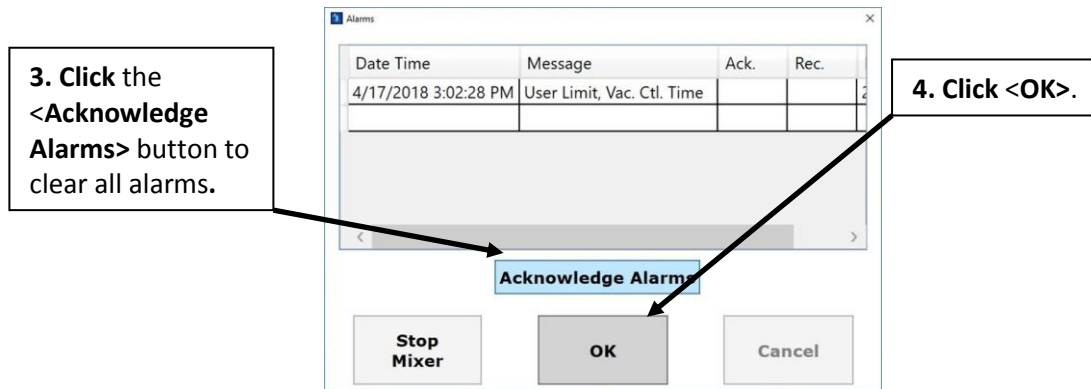 Alarms
3. Click the
<Acknowledge
Alarms> button to
clear all alarms.
Date Time Message Ack. Rec.
4/17/2018 3:02:28 PM User Limit, Vac. Ctl. Time
4. Click <OK>.
Acknowledge Alarms
Stop
Mixer
OK
Cancel